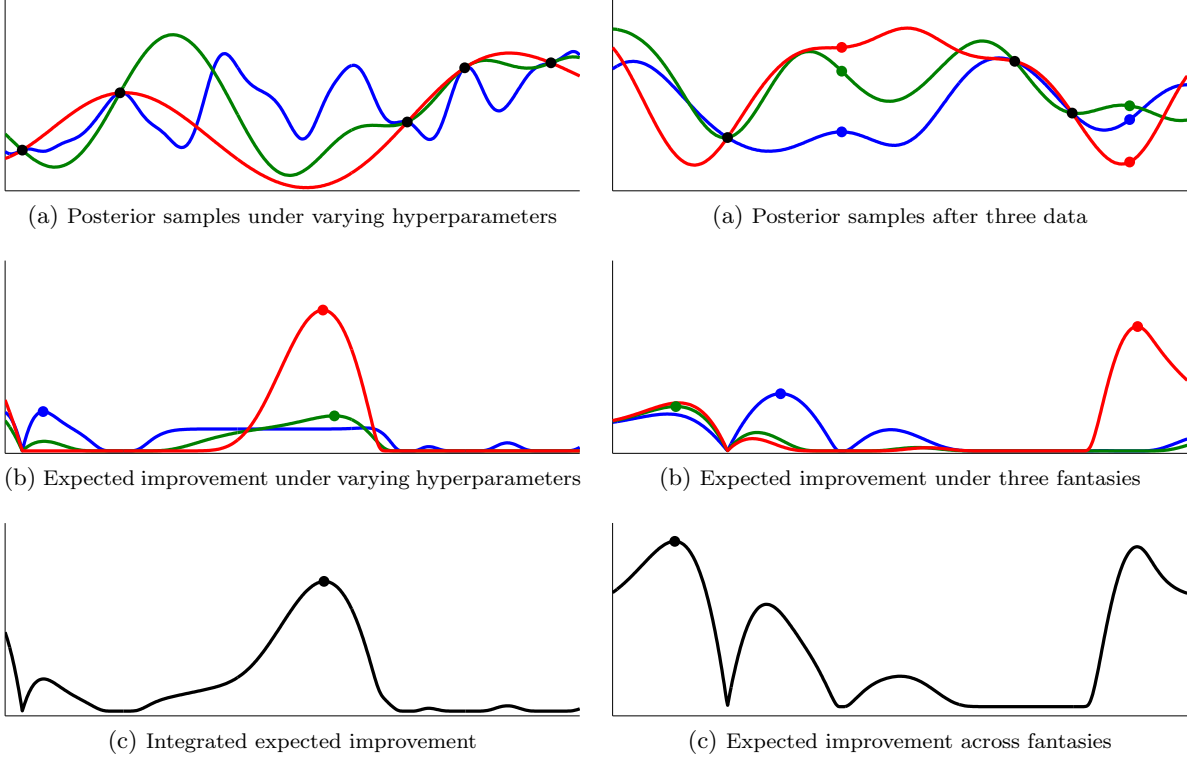 (a) Posterior samples under varying hyperparameters
(a) Posterior samples after three data
(b) Expected improvement under varying hyperparameters
(b) Expected improvement under three fantasies
(c) Integrated expected improvement
(c) Expected improvement across fantasies